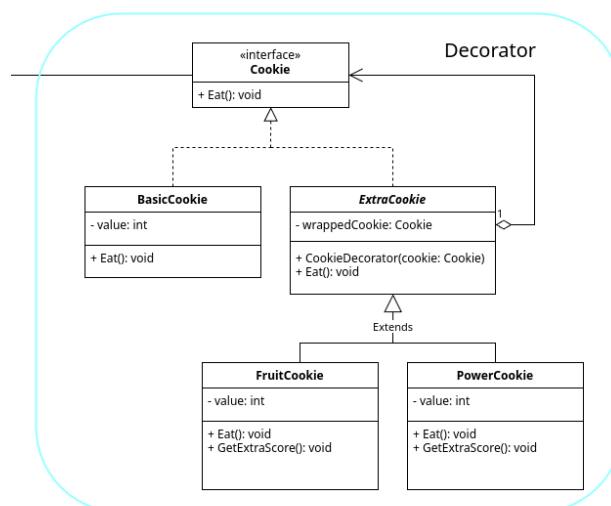 Decorator
«interface»
Cookie
+ Eat(): void
BasicCookie
- value: int
+ Eat(): void
ExtraCookie
- wrappedCookie: Cookie
+ CookieDecorator(cookie: Cookie)
+ Eat(): void
1
Extends
FruitCookie
- value: int
+ Eat(): void
+ GetExtraScore(): void
PowerCookie
- value: int
+ Eat(): void
+ GetExtraScore(): void